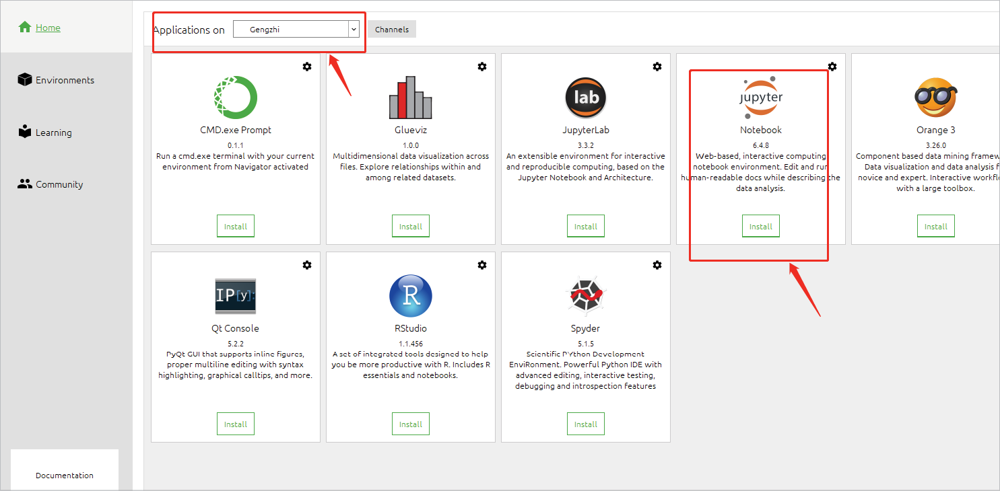 Home
Environments
Learning
Community
Documentation
Applications on
Gengzhi
Channels
CMD.exe Prompt
0.1.1
Run a cmd.exe terminal with your current
environment from Navigator activated
Install
Glueviz
1.0.0
Multidimensional data visualization across
files. Explore relationships within and
among related datasets.
Install
lab
JupyterLab
3.3.2
An extensible environment for interactive
and reproducible computing, based on the
Jupyter Notebook and Architecture.
Install
jupyter
Notebook
6.4.8
Web-based, interactive computing
notebook environment. Edit and run
human-readable docs while describing the
data analysis.
Install
Orange 3
3.26.0
Component based data mining framew
Data visualization and data analysis f
novice and expert. Interactive workfl
with a large toolbox.
Install
IP[y]:
Qt Console
5.2.2
PyQt GUI that supports inline figures,
proper multiline editing with syntax
highlighting, graphical calltips, and more.
Install
R
RStudio
1.1.456
A set of integrated tools designed to help
you be more productive with R. Includes R
essentials and notebooks.
Install
Spyder
5.1.5
Scientific PYthon Development
EnviRonment. Powerful Python IDE with
advanced editing, interactive testing,
debugging and introspection features
Install